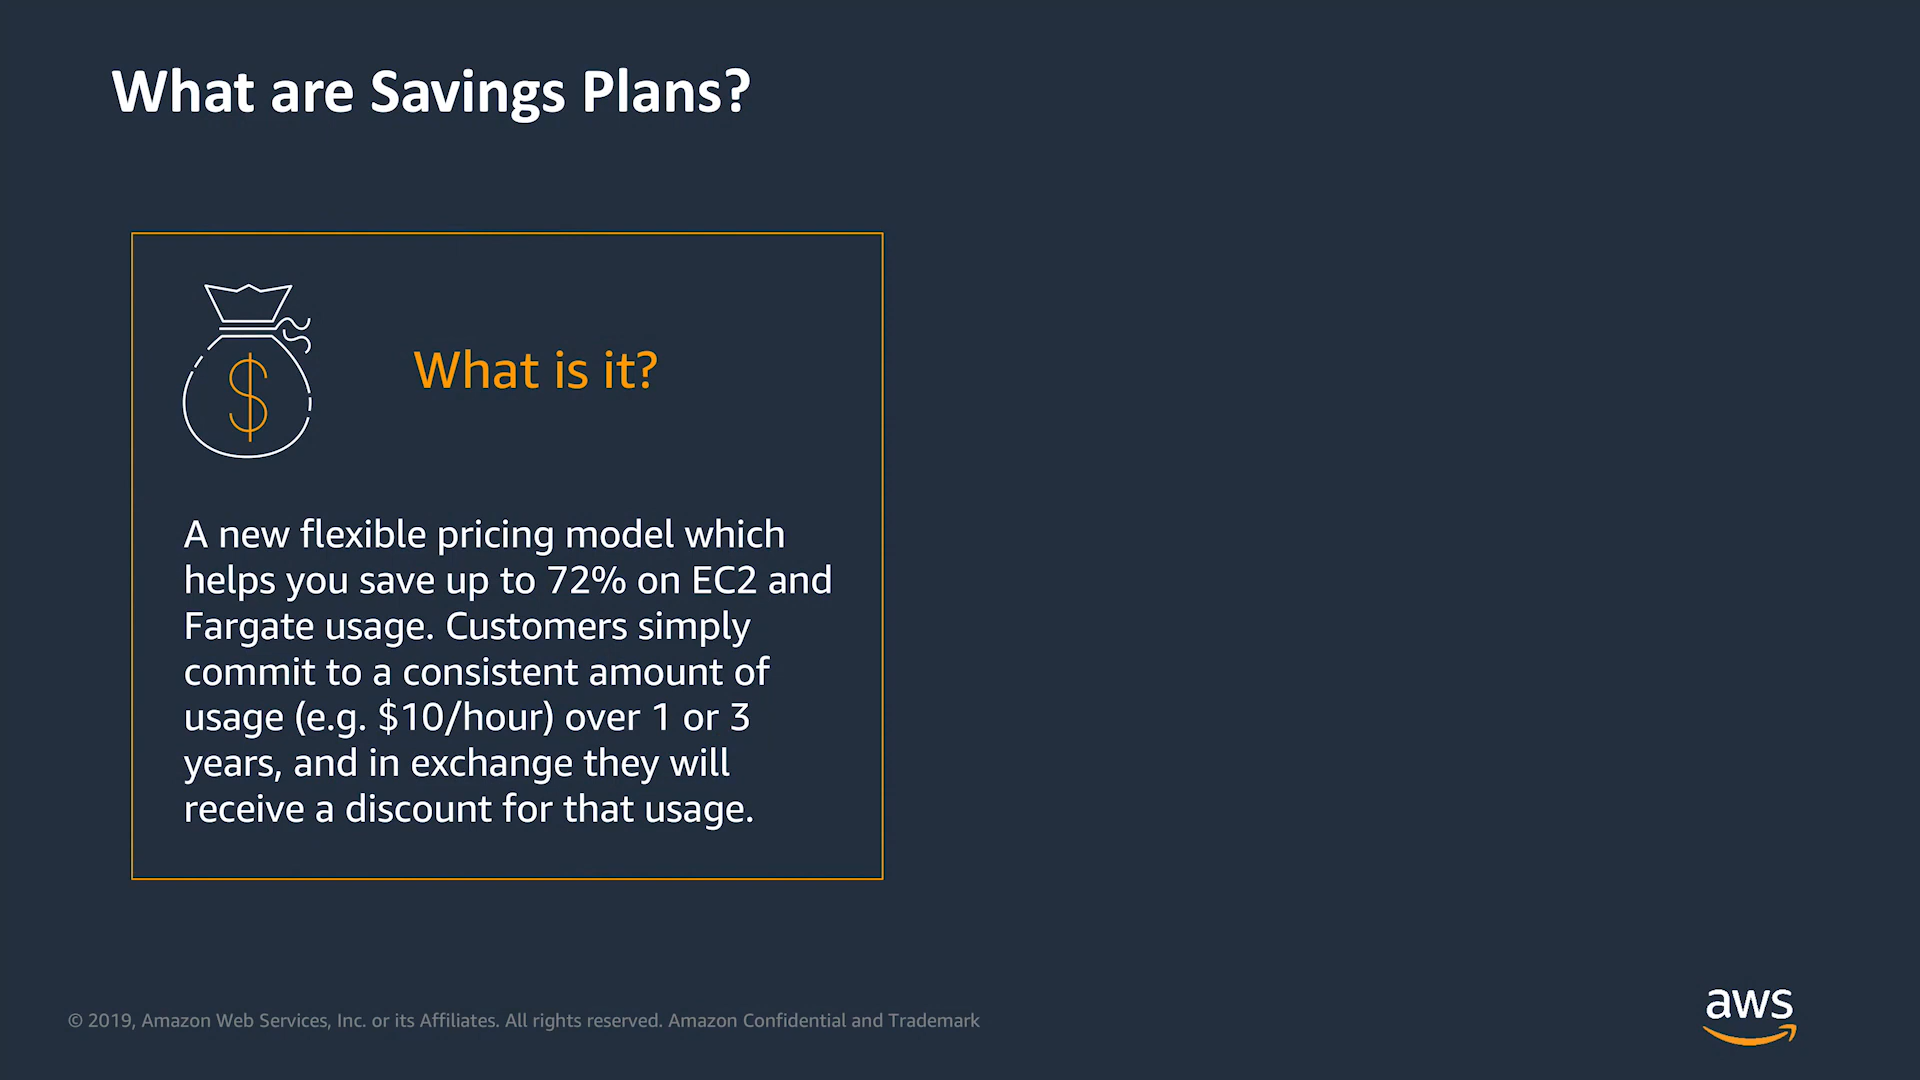 What are Savings Plans?
$
What is it?
A new flexible pricing model which
helps you save up to 72% on EC2 and
Fargate usage. Customers simply
commit to a consistent amount of
usage (e.g. $10/hour) over 1 or 3
years, and in exchange they will
receive a discount for that usage.
© 2019, Amazon Web Services, Inc. or its Affiliates. All rights reserved. Amazon Confidential and Trademark
aws